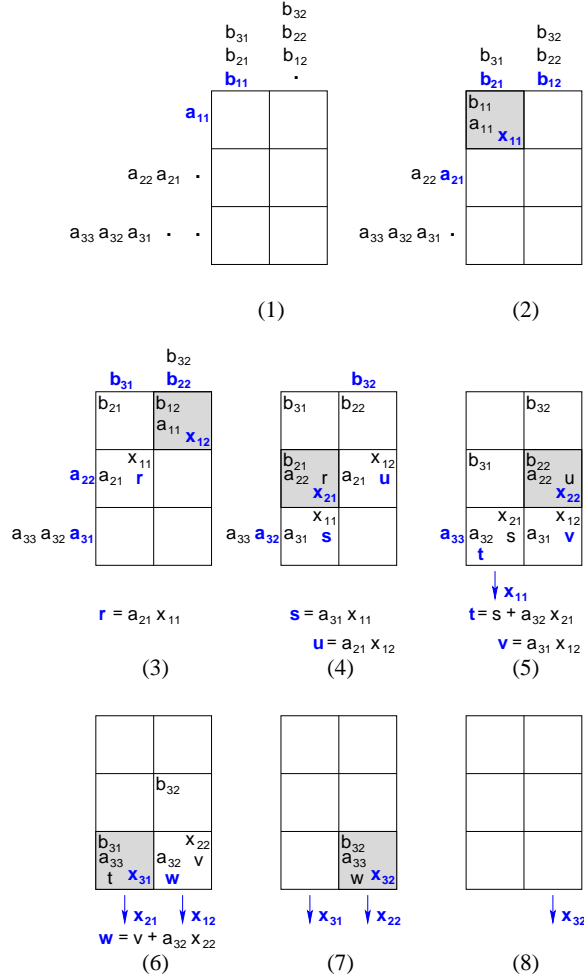 b31 b32
b21 b22
b11 b12 .
a11
a22 a21 .
a33 a32 a31 . .
(1)
b32
b31 b22
b21 b12
b11
a11 x11
a22 a21
a33 a32 a31 .
(2)
b32
b31 b22
b21 b12
a11 x12
x11
a22 a21 r
a33 a32 a31
r = a21 x11
(3)
b32
b31 b22
b21 x12
a22 r a21 u
x21
x11
a33 a32 a31 s
s = a31 x11
u = a21 x12
(4)
b32
b31 b22
a22 u
x22
x21 x12
a33 a32 s a31 v
t
x11
t = s + a32 x21
v = a31 x12
(5)
b32
b31 x22
a33 a32 v
t x31 w
x21 x12
w = v + a32 x22
(6)
b32
a33
w x32
x31 x22
(7)
x32
(8)